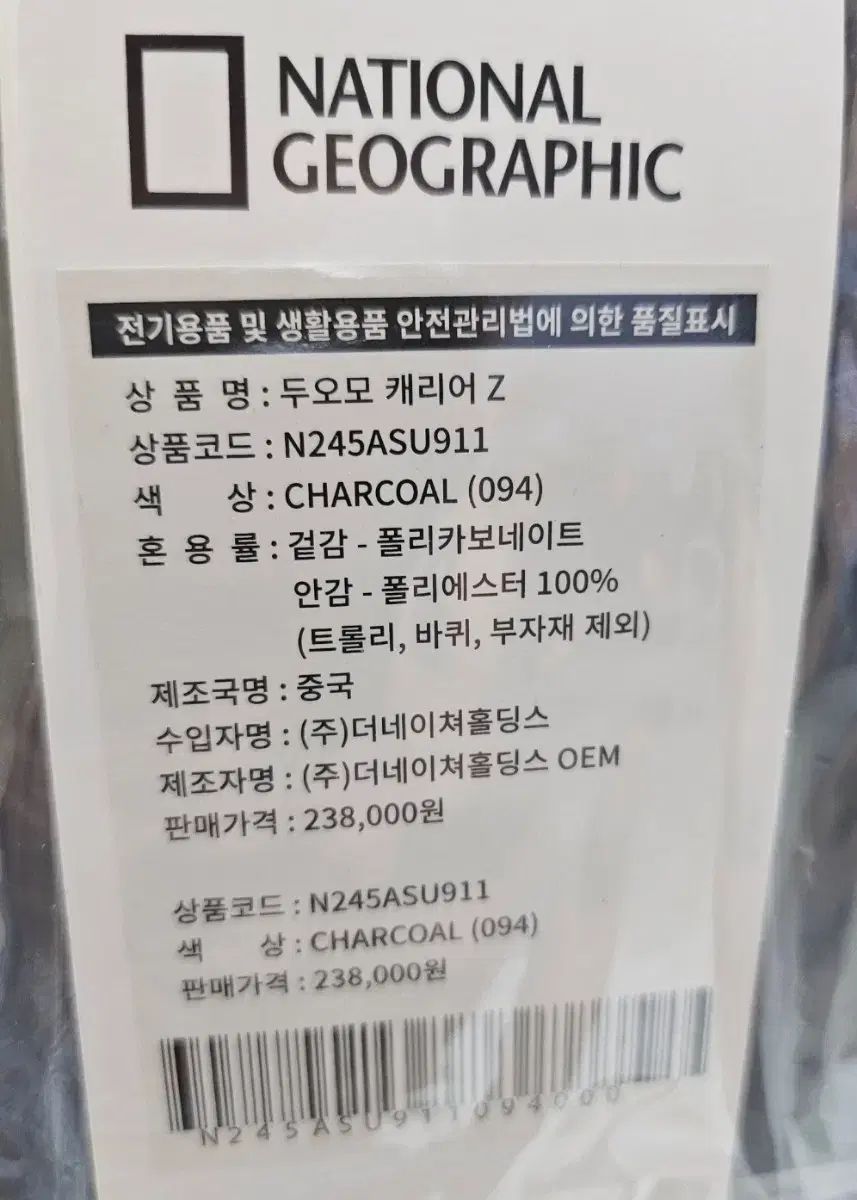 NATIONAL
GEOGRAPHIC
전기용품 및 생활용품 안전관리법에 의한 품질표시
상 품 명 : 두오모 캐리어 Z
상품코드 : N245ASU911
색 상 : CHARCOAL (094)
혼 용 률 : 겉감 - 폴리카보네이트
안감 - 폴리에스터 100%
(트롤리, 바퀴, 부자재 제외)
제조국명 : 중국
수입자명 : (주)더네이쳐홀딩스
제조자명 : (주)더네이쳐홀딩스 OEM
판매가격 : 238,000원
상품코드 : N245ASU911
색 상 : CHARCOAL (094)
판매가격 : 238,000원
N245ASU911094000